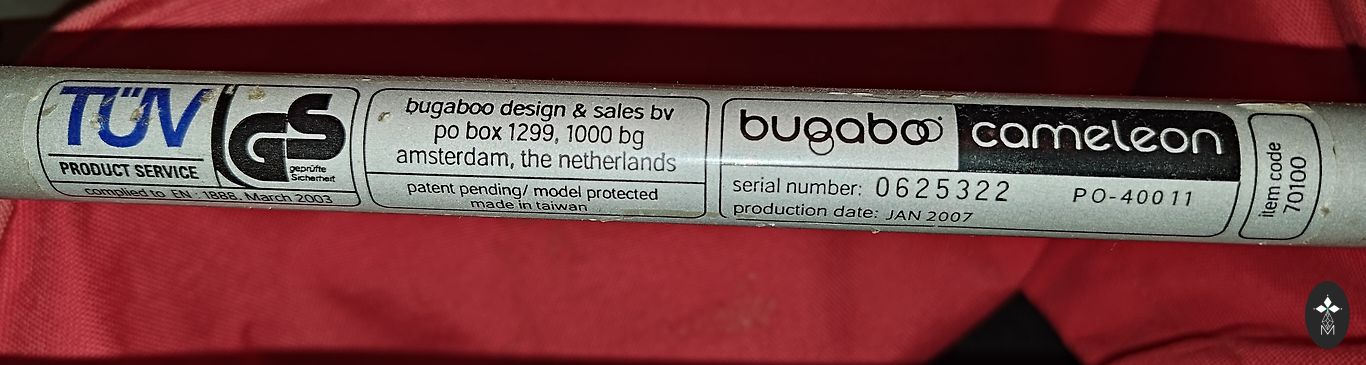 TÜV
PRODUCT SERVICE
GS
geprüfte
Sicherheit
complied to EN . 1888, March 2003
bugaboo design & sales bv
po box 1299, 1000 bg
amsterdam, the netherlands
patent pending/ model protected
made in taiwan
bugaboo cameleon
serial number: 0625322 PO-40011
production date: JAN 2007
item code
70100
M